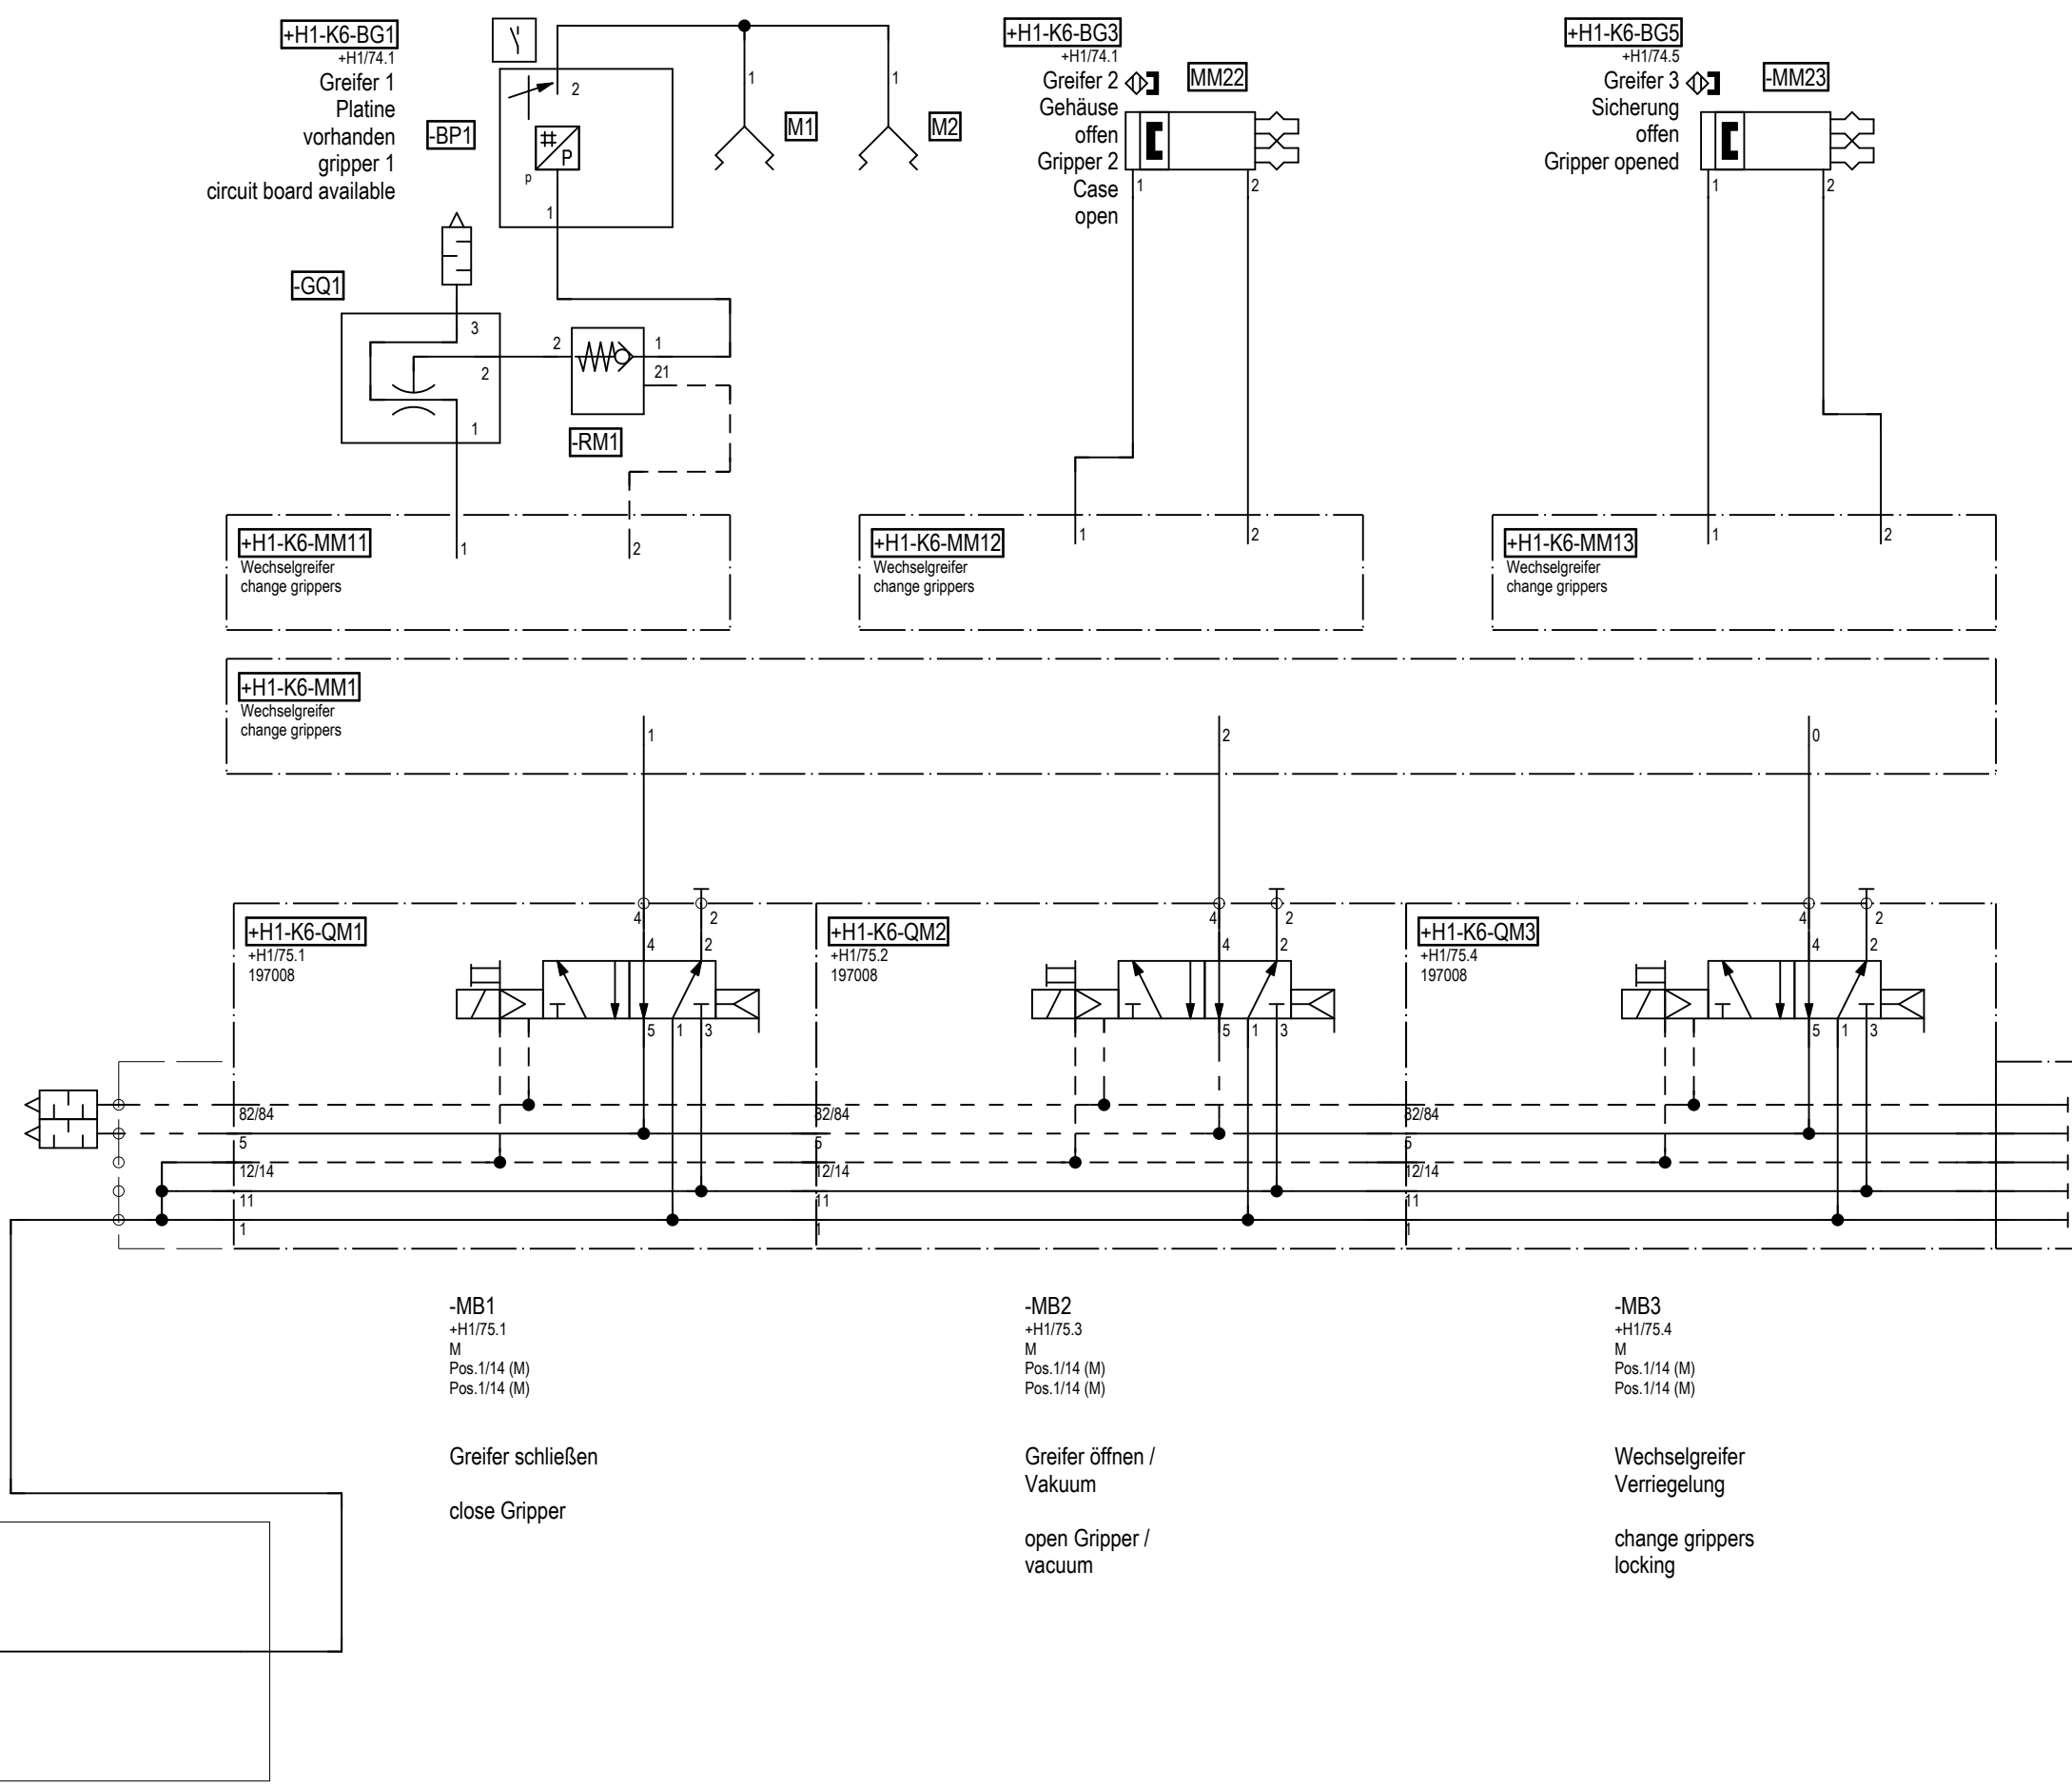 +H1-K6-BG1
+H1/74.1
Greifer 1
Platine
vorhanden
gripper 1
circuit board available
-BP1
2
#
P
p
1
1
1
M1
M2
+H1-K6-BG3
+H1/74.1
Greifer 2
Gehäuse
offen
Gripper 2
Case
open
MM22
1
2
+H1-K6-BG5
+H1/74.5
Greifer 3
Sicherung
offen
Gripper opened
-MM23
1
2
-GQ1
3
2
1
2
1
21
-RM1
+H1-K6-MM11
Wechselgreifer
change grippers
1
2
+H1-K6-MM12
Wechselgreifer
change grippers
1
2
+H1-K6-MM13
Wechselgreifer
change grippers
1
2
+H1-K6-MM1
Wechselgreifer
change grippers
1
2
0
+H1-K6-QM1
+H1/75.1
197008
4
2
4
2
5
1
3
+H1-K6-QM2
+H1/75.2
197008
4
2
4
2
5
1
3
+H1-K6-QM3
+H1/75.4
197008
4
2
4
2
5
1
3
82/84
5
12/14
11
1
82/84
5
12/14
11
1
82/84
5
12/14
11
1
-MB1
+H1/75.1
M
Pos.1/14 (M)
Pos.1/14 (M)
Greifer schließen
close Gripper
-MB2
+H1/75.3
M
Pos.1/14 (M)
Pos.1/14 (M)
Greifer öffnen /
Vakuum
open Gripper /
vacuum
-MB3
+H1/75.4
M
Pos.1/14 (M)
Pos.1/14 (M)
Wechselgreifer
Verriegelung
change grippers
locking